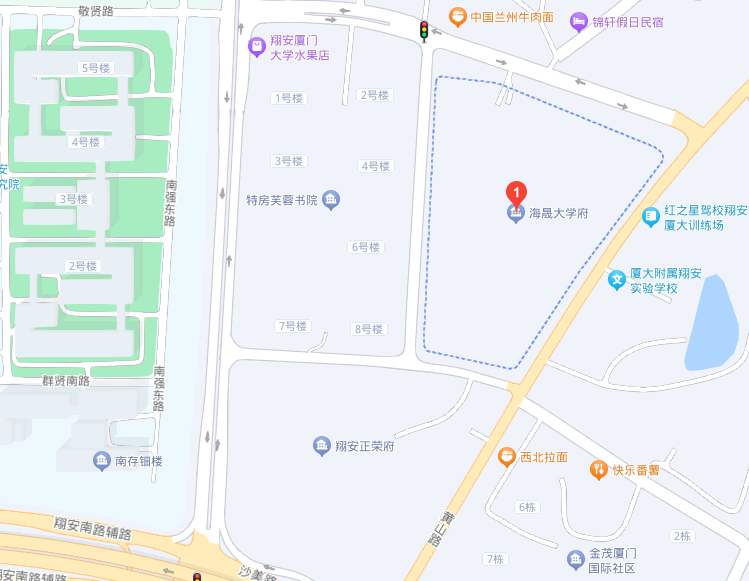 敬贤路
中国兰州牛肉面
锦轩假日民宿
翔安厦门
大学水果店
5号楼
1号楼
2号楼
4号楼
3号楼
4号楼
安
究院
3号楼
南强东路
特房芙蓉书院
1
海晟大学府
红之星驾校翔安
厦大训练场
6号楼
2号楼
厦大附属翔安
实验学校
7号楼
8号楼
群贤南路
南强东路
南存钿楼
翔安正荣府
西北拉面
快乐番薯
6栋
翔安南路辅路
黄山路
2栋
7栋
金茂厦门
国际社区
沙美路
翔安南路辅路